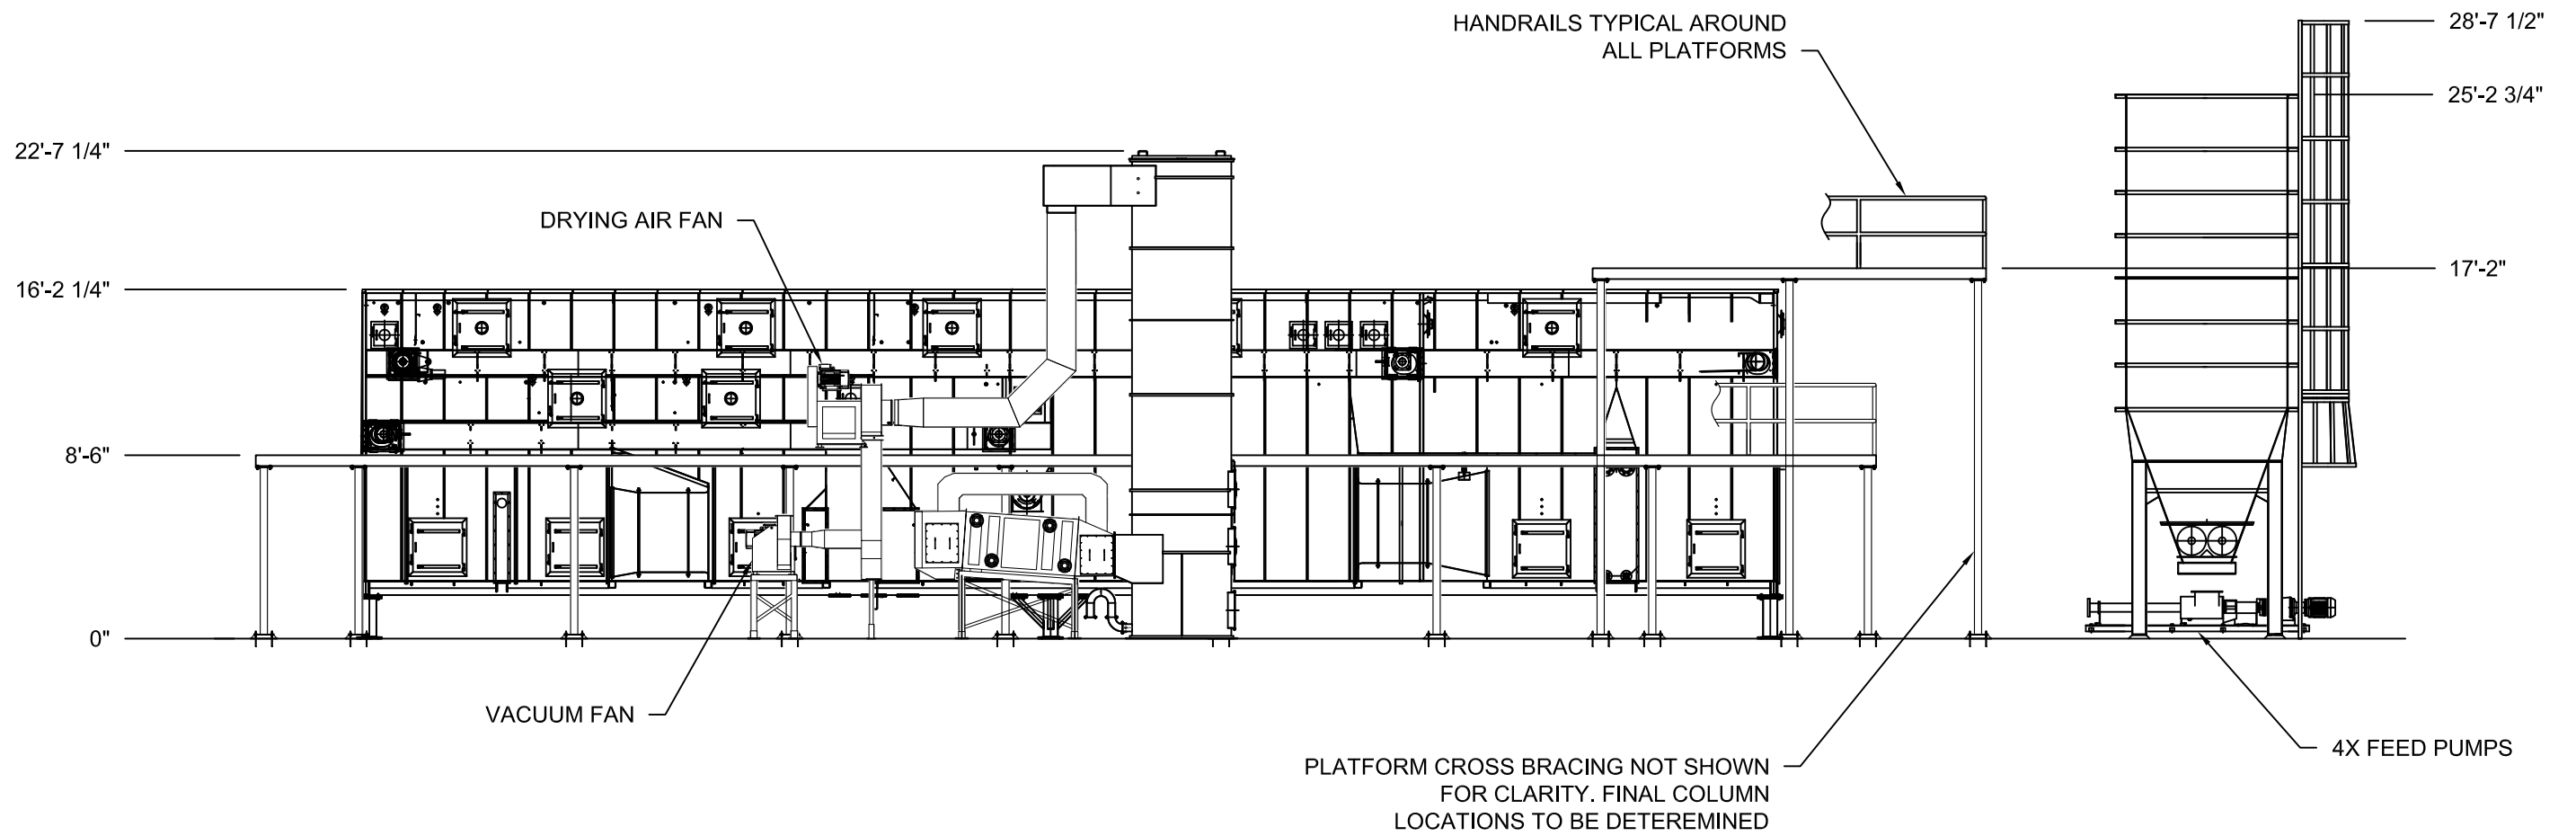 HANDRAILS TYPICAL AROUND
ALL PLATFORMS
28'-7 1/2"
25'-2 3/4"
22'-7 1/4"
DRYING AIR FAN
17'-2"
16'-2 1/4"
8'-6"
0"
VACUUM FAN
4X FEED PUMPS
PLATFORM CROSS BRACING NOT SHOWN
FOR CLARITY. FINAL COLUMN
LOCATIONS TO BE DETEREMINED